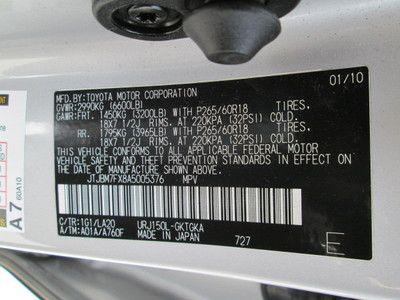 01/10
MFD.BY:TOYOTA MOTOR CORPORATION
GVWR:2990KG (6600LB)
GAWR:FRT. 1450KG (3200LB) WITH P265/60R18 TIRES.
18X7 1/2J RIMS. AT 220KPA (32PSI) COLD.
RR. 1795KG (3965LB) WITH P265/60R18 TIRES.
18X7 1/2J RIMS. AT 220KPA (32PSI) COLD.
THIS VEHICLE CONFORMS TO ALL APPLICABLE FEDERAL MOTOR
VEHICLE SAFETY STANDARDS IN EFFECT ON
THE DATE OF MANUFACTURE SHOWN ABOVE.
JTJBM7FX8A5005376 MPV
C/TR:1G1/LA20 URJ150L-GKTGKA
A/TM:A01A/A760F MADE IN JAPAN 727
E
A7
60A10